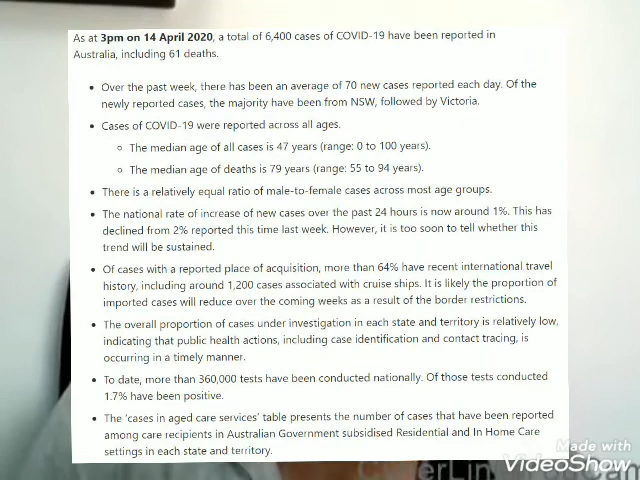 As at 3pm on 14 April 2020, a total of 6,400 cases of COVID-19 have been reported in
Australia, including 61 deaths.
• Over the past week, there has been an average of 70 new cases reported each day. Of the
newly reported cases, the majority have been from NSW, followed by Victoria.
• Cases of COVID-19 were reported across all ages.
○ The median age of all cases is 47 years (range: 0 to 100 years).
○ The median age of deaths is 79 years (range: 55 to 94 years).
• There is a relatively equal ratio of male-to-female cases across most age groups.
• The national rate of increase of new cases over the past 24 hours is now around 1%. This has
declined from 2% reported this time last week. However, it is too soon to tell whether this
trend will be sustained.
• Of cases with a reported place of acquisition, more than 64% have recent international travel
history, including around 1,200 cases associated with cruise ships. It is likely the proportion of
imported cases will reduce over the coming weeks as a result of the border restrictions.
• The overall proportion of cases under investigation in each state and territory is relatively low,
indicating that public health actions, including case identification and contact tracing, is
occurring in a timely manner.
• To date, more than 360,000 tests have been conducted nationally. Of those tests conducted
1.7% have been positive.
• The 'cases in aged care services' table presents the number of cases that have been reported
among care recipients in Australian Government subsidised Residential and In Home Care
settings in each state and territory.
Made with
VideoShow